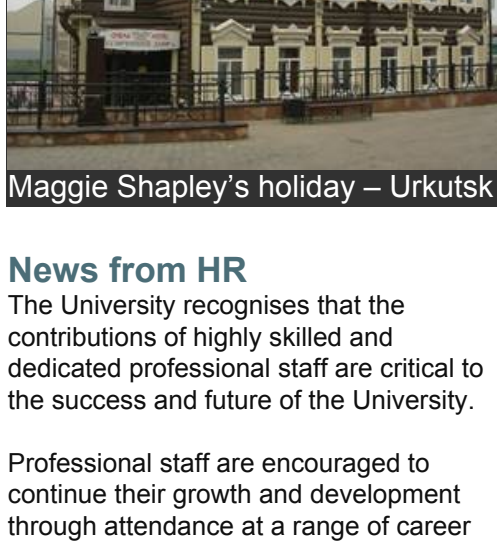 Maggie Shapley’s holiday – Urkutsk
News from HR
The University recognises that the
contributions of highly skilled and
dedicated professional staff are critical to
the success and future of the University.
Professional staff are encouraged to
continue their growth and development
through attendance at a range of career